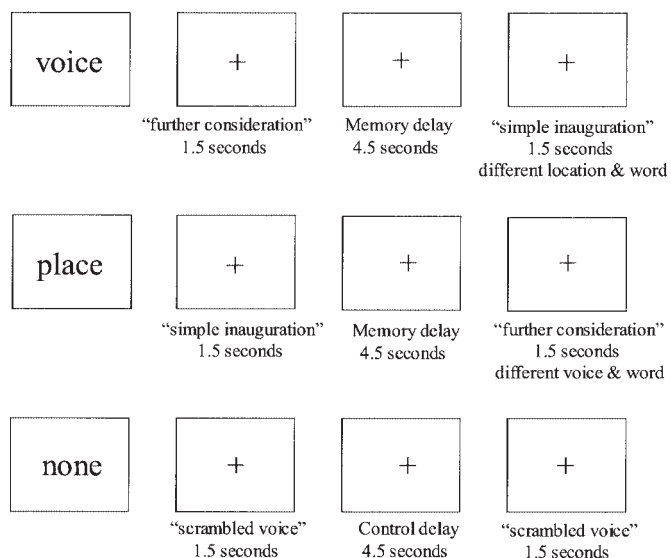 voice
“further consideration”
1.5 seconds
Memory delay
4.5 seconds
“simple inauguration”
1.5 seconds
different location & word
place
“simple inauguration”
1.5 seconds
Memory delay
4.5 seconds
“further consideration”
1.5 seconds
different voice & word
none
“scrambled voice”
1.5 seconds
Control delay
4.5 seconds
“scrambled voice”
1.5 seconds